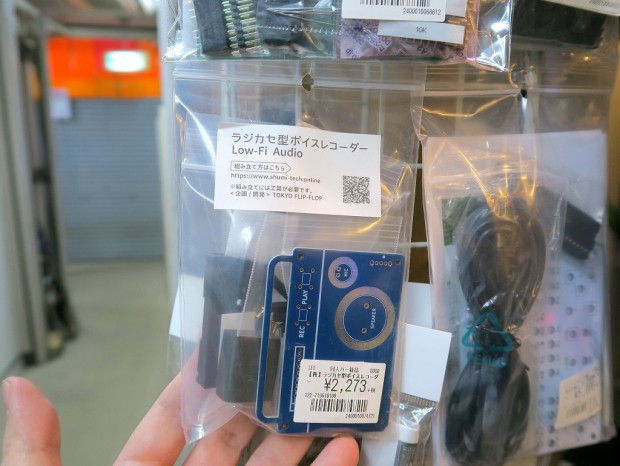 2400010068812
ラジカセ型ボイスレコーダー
Low-Fi Audio
組み立て方はこちら
https://www.shumi-tech.online
※組み立てには工具が必要です。
＜企画 / 開発＞ TOKYO FLIP-FLOP
MIC
PLAY
REC
SPEAKER
¥2,273